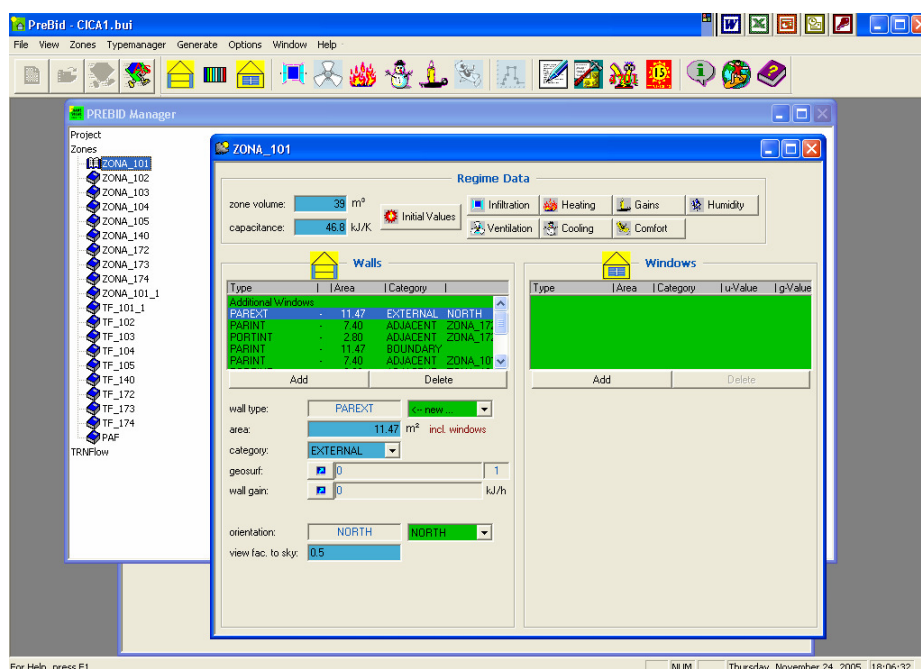 PreBid - CICA1.bui
File View Zones Typemanager Generate Options Window Help
PREBID Manager
Project
Zones
ZONA_101
ZONA_102
ZONA_103
ZONA_104
ZONA_105
ZONA_140
ZONA_172
ZONA_173
ZONA_174
ZONA_101_1
TF_101_1
TF_102
TF_103
TF_104
TF_105
TF_140
TF_172
TF_173
TF_174
PAF
TRNFlow
ZONA_101
Regime Data
zone volume: 39 m³
capacitance: 46.8 kJ/K
Initial Values
Infiltration Heating Gains Humidity
Ventilation Cooling Comfort
Walls
Type | | Area | Category |
Additional Windows
PAREXT - 11.47 EXTERNAL NORTH
PARINT - 7.40 ADJACENT ZONA_17
PORTINT - 2.80 ADJACENT ZONA_17
PARINT - 11.47 BOUNDARY
PARINT - 7.40 ADJACENT ZONA_10
Add Delete
wall type: PAREXT <-- new ...
area: 11.47 m² incl. windows
category: EXTERNAL
geosurf: 0 1
wall gain: 0 kJ/h
orientation: NORTH NORTH
view fac. to sky: 0.5
Windows
Type | Area | Category | u-Value | g-Value
Add Delete
For Help, press F1
NUM Thursday, November 24, 2005 18:06:32